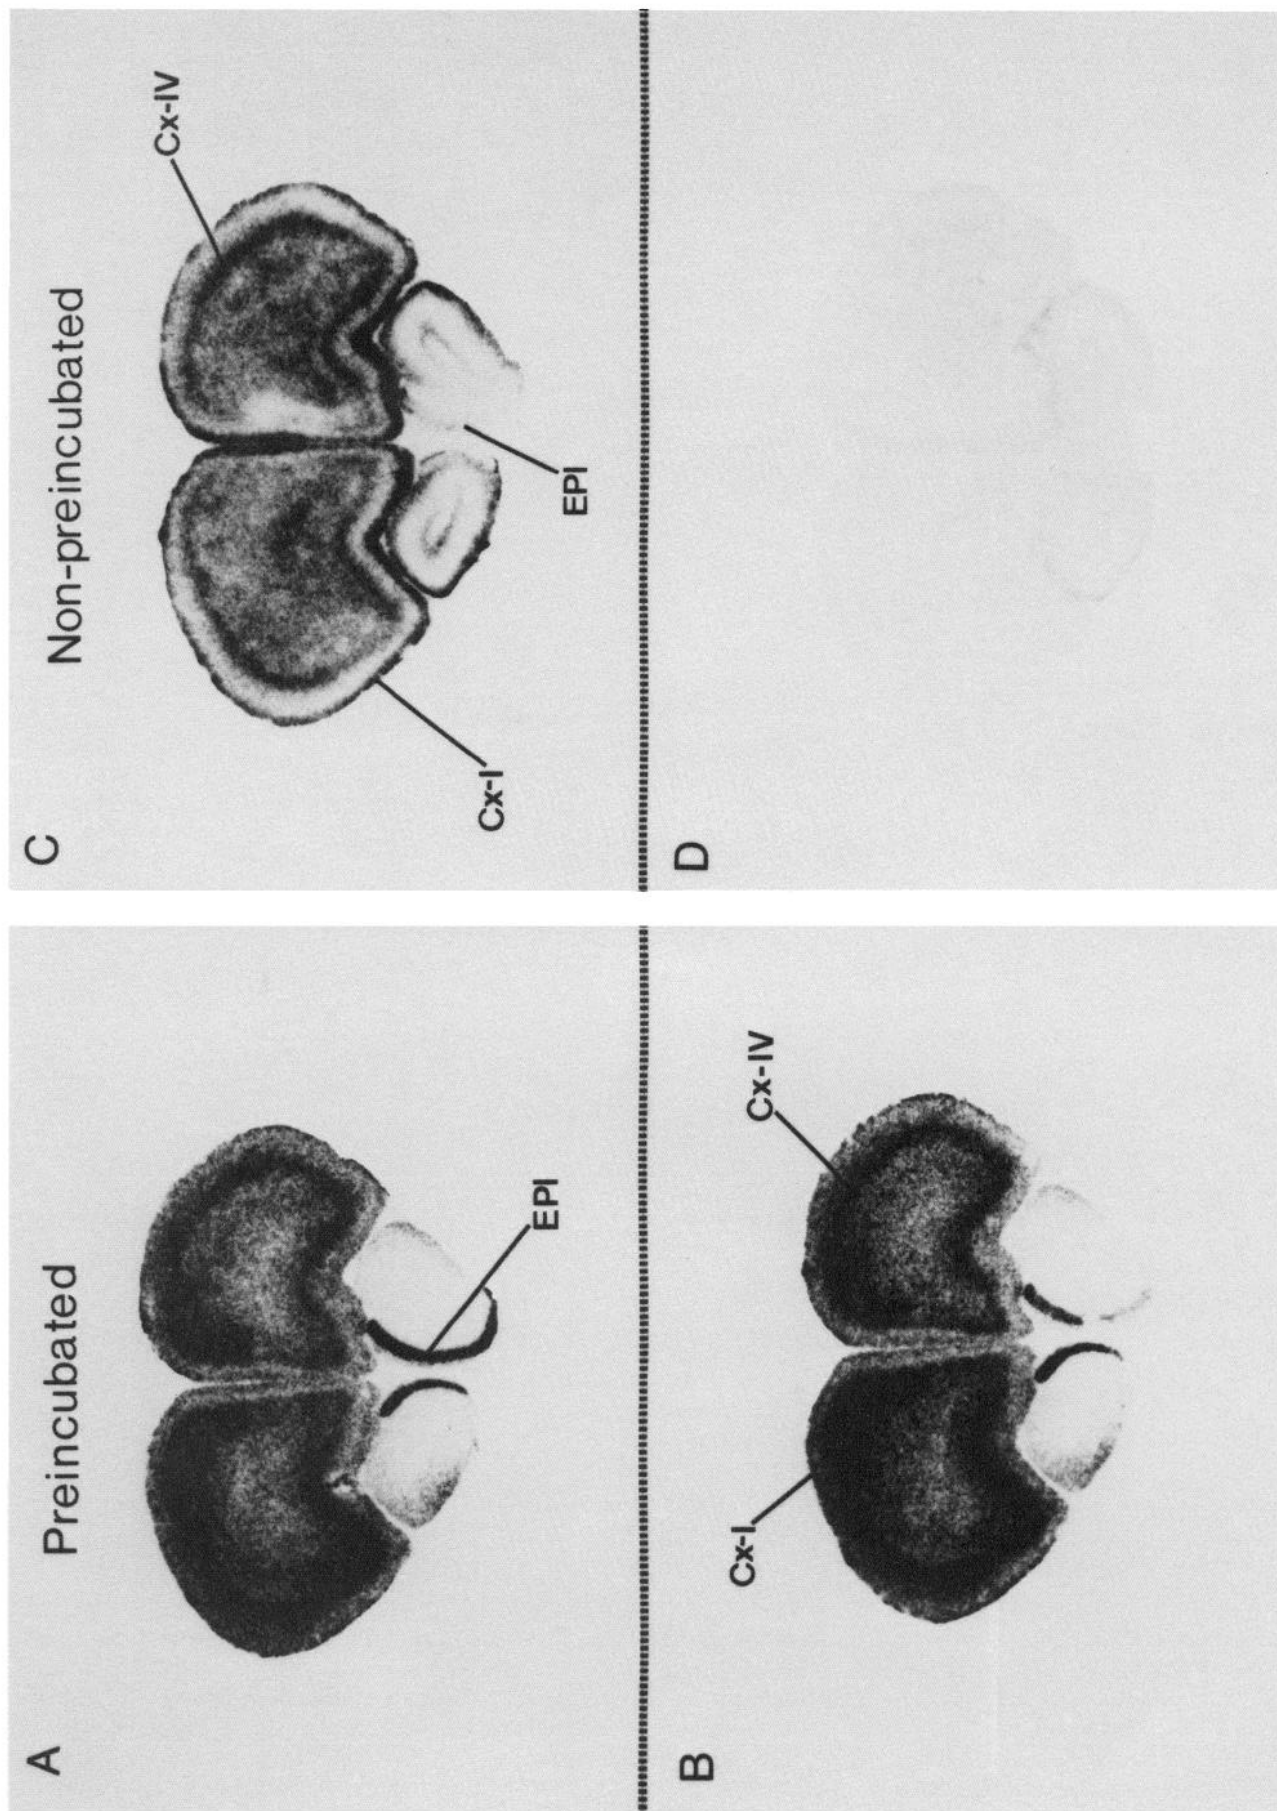 A
Preincubated
EPI
B
Cx-I
Cx-IV
C
Non-preincubated
Cx-IV
Cx-I
EPI
D